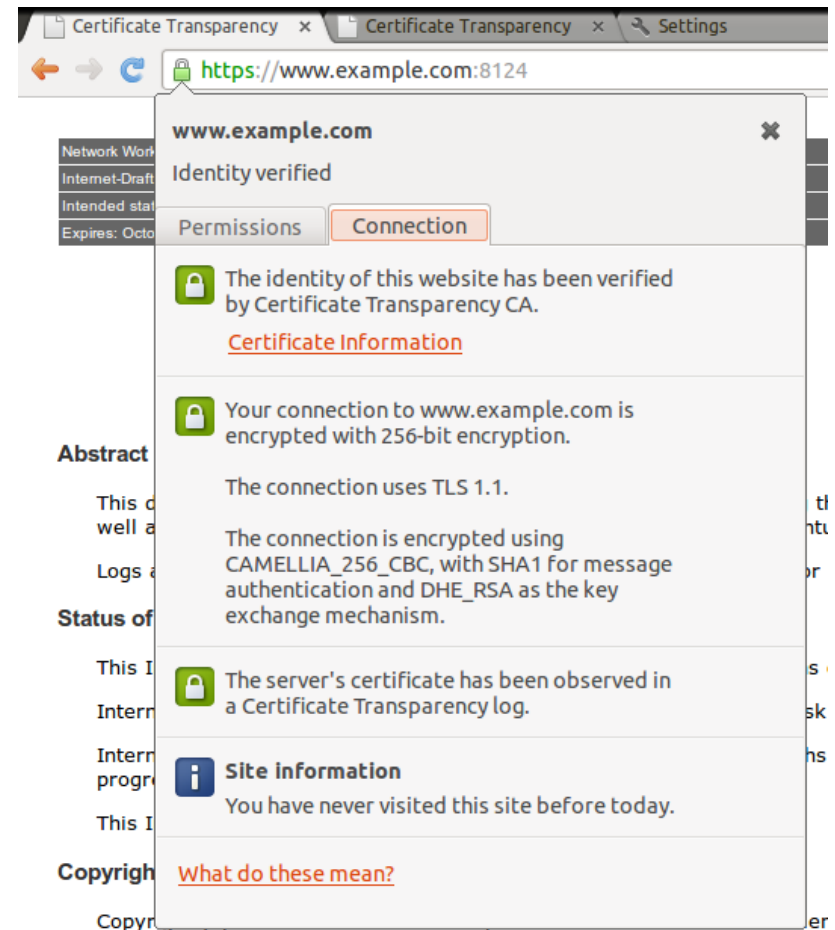 Certificate Transparency × Certificate Transparency × Settings
https://www.example.com:8124
www.example.com
Identity verified
Permissions Connection
The identity of this website has been verified
by Certificate Transparency CA.
Certificate Information
Your connection to www.example.com is
encrypted with 256-bit encryption.
The connection uses TLS 1.1.
The connection is encrypted using
CAMELLIA_256_CBC, with SHA1 for message
authentication and DHE_RSA as the key
exchange mechanism.
The server's certificate has been observed in
a Certificate Transparency log.
Site information
You have never visited this site before today.
What do these mean?
Network Work
Internet-Draft
Intended stat
Expires: Octo
Abstract
This d
well a
Logs a
Status of
This I
Intern
Intern
progre
This I
Copyrigh
Copyr